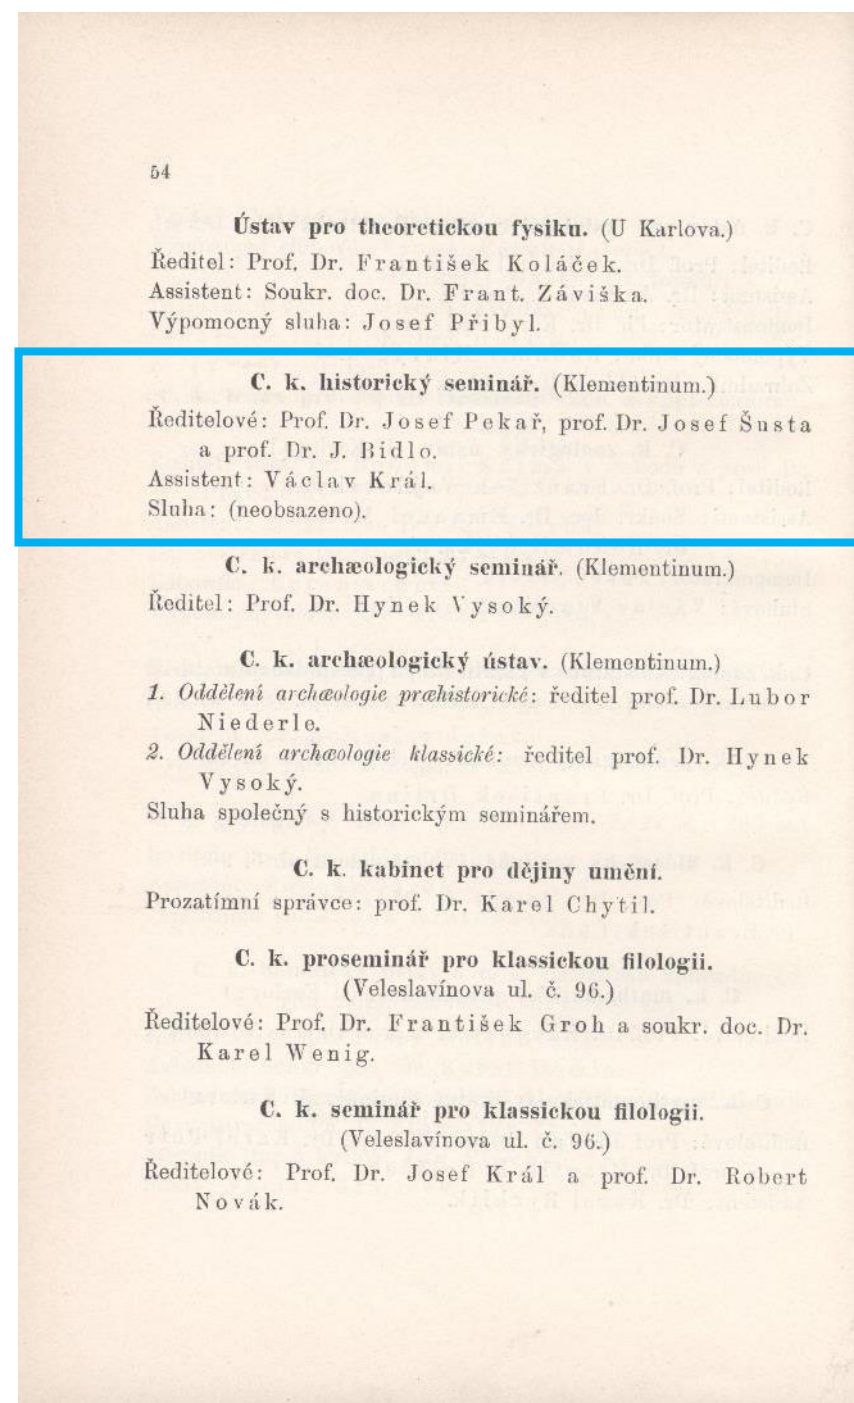 54
Ústav pro theoretickou fysiku. (U Karlova.)
Ředitel: Prof. Dr. František Koláček.
Assistent: Soukr. doc. Dr. Frant. Záviška.
Výpomocný sluha: Josef Přibyl.
C. k. historický seminář. (Klementinum.)
Ředitelové: Prof. Dr. Josef Pekař, prof. Dr. Josef Šusta
a prof. Dr. J. Bidlo.
Assistent: Václav Král.
Sluha: (neobsazeno).
C. k. archæologický seminář. (Klementinum.)
Ředitel: Prof. Dr. Hynek Vysoký.
C. k. archæologický ústav. (Klementinum.)
1. Oddělení archæologie præhistorické: ředitel prof. Dr. Lubor
Niederle.
2. Oddělení archæologie klassické: ředitel prof. Dr. Hynek
Vysoký.
Sluha společný s historickým seminářem.
C. k. kabinet pro dějiny umění.
Prozatímní správce: prof. Dr. Karel Chytil.
C. k. proseminář pro klassickou filologii.
(Veleslavínova ul. č. 96.)
Ředitelové: Prof. Dr. František Groh a soukr. doc. Dr.
Karel Wenig.
C. k. seminář pro klassickou filologii.
(Veleslavínova ul. č. 96.)
Ředitelové: Prof. Dr. Josef Král a prof. Dr. Robert
Novák.